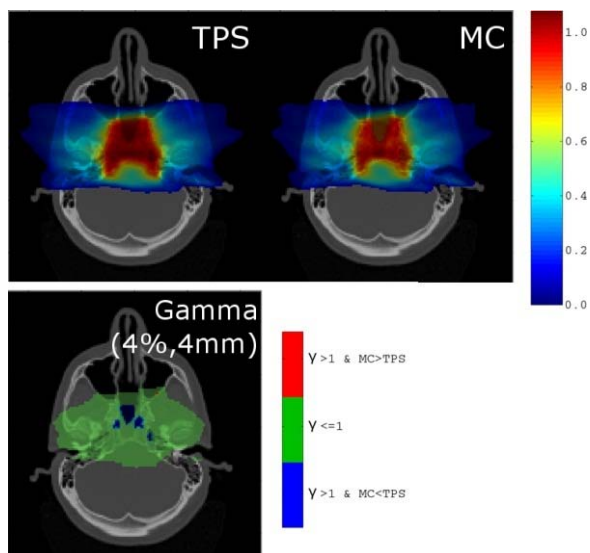 TPS
MC
1.0
0.8
0.6
0.4
0.2
0.0
Gamma
(4%,4mm)
γ >1 & MC>TPS
γ <=1
γ >1 & MC<TPS